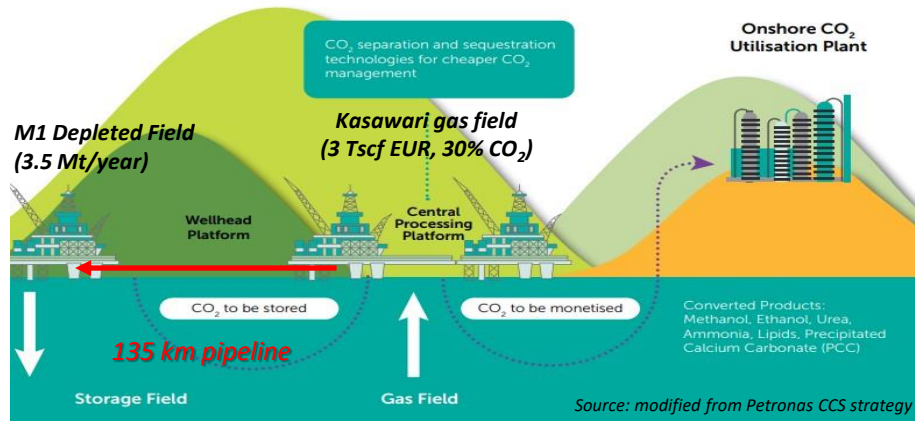 CO₂ separation and sequestration
technologies for cheaper CO₂
management
Onshore CO₂
Utilisation Plant
M1 Depleted Field
(3.5 Mt/year)
Kasawari gas field
(3 Tscf EUR, 30% CO₂)
Wellhead
Platform
Central
Processing
Platform
CO₂ to be stored
CO₂ to be monetised
Converted Products:
Methanol, Ethanol, Urea,
Ammonia, Lipids, Precipitated
Calcium Carbonate (PCC)
135 km pipeline
Storage Field
Gas Field
Source: modified from Petronas CCS strategy